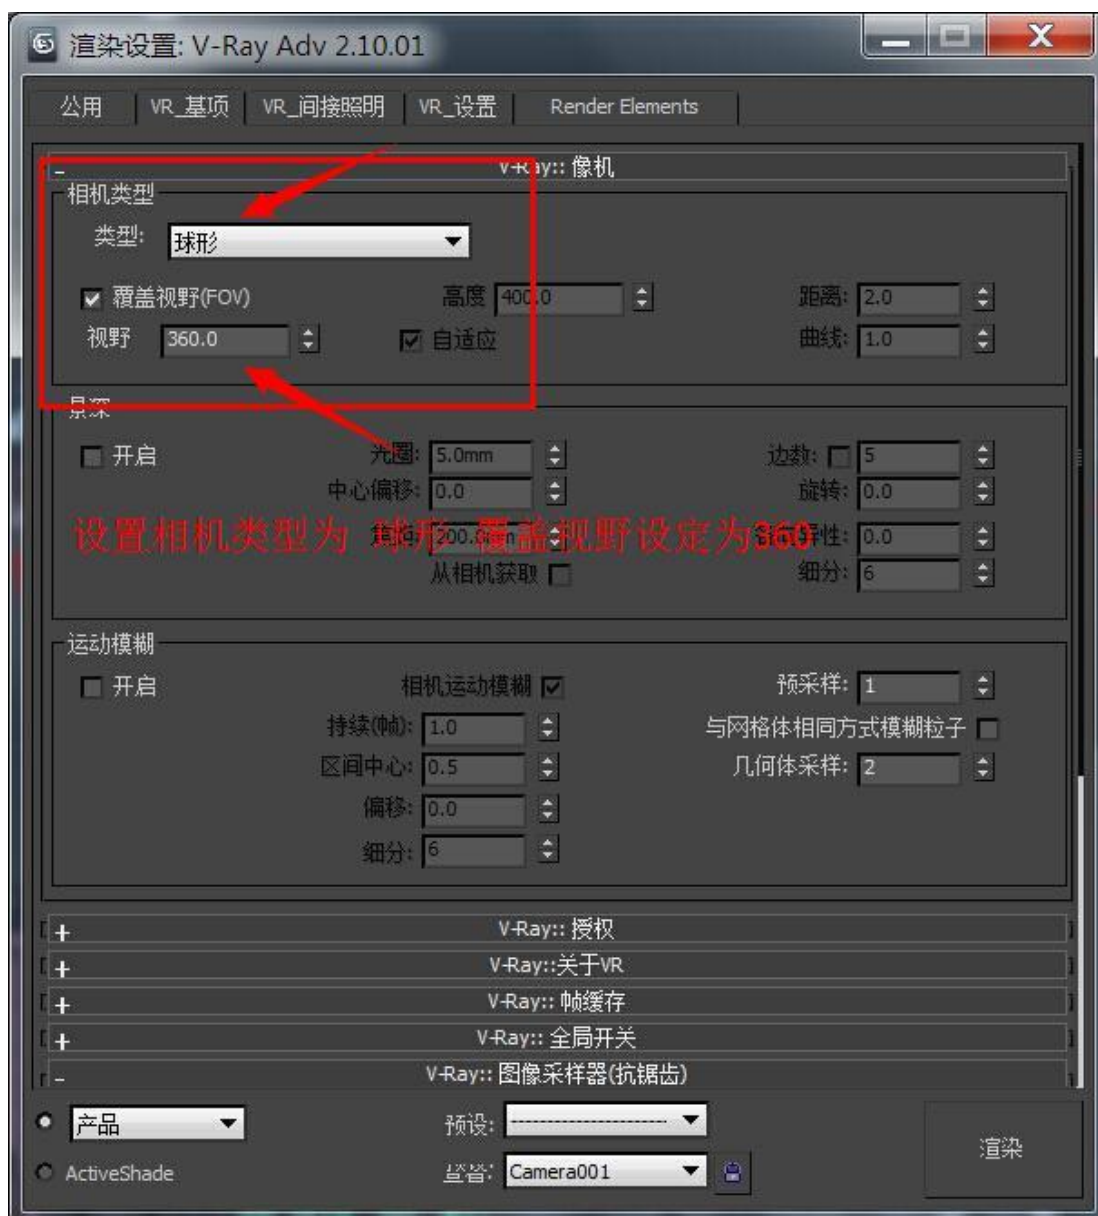 渲染设置: V-Ray Adv 2.10.01
公用 VR_基项 VR_间接照明 VR_设置 Render Elements
- V-Ray:: 像机
相机类型
类型: 球形
覆盖视野(FOV) 高度 400.0 距离: 2.0
视野 360.0 自适应 曲线: 1.0
景深
开启 光圈: 5.0mm 边数: 5
中心偏移: 0.0 旋转: 0.0
设置相机类型为 球形 覆盖视野设定为360
200.0mm 0.0
从相机获取 细分: 6
运动模糊
开启 相机运动模糊 预采样: 1
持续(帧): 1.0 与网格体相同方式模糊粒子
区间中心: 0.5 几何体采样: 2
偏移: 0.0
细分: 6
+ V-Ray:: 授权
+ V-Ray::关于VR
+ V-Ray:: 帧缓存
+ V-Ray:: 全局开关
- V-Ray:: 图像采样器(抗锯齿)
产品 预设: --------------------
渲染
ActiveShade Camera001